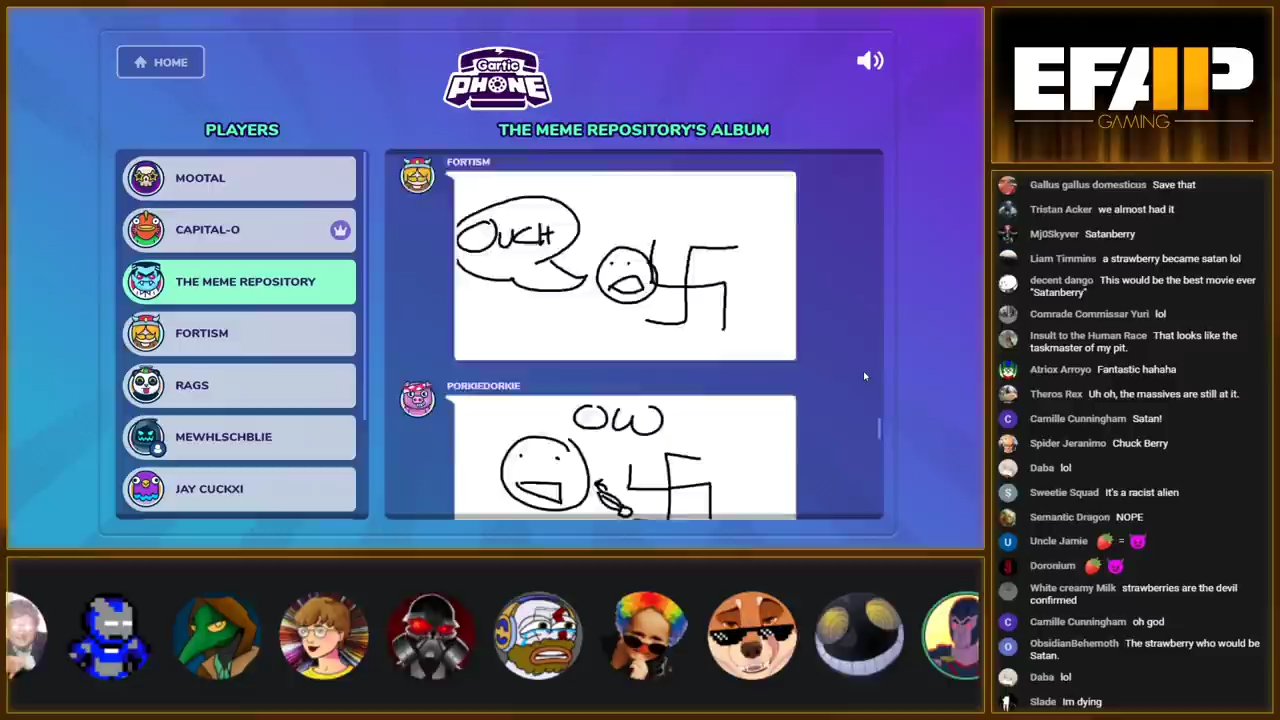 HOME
Gartic
PHONE
PLAYERS
THE MEME REPOSITORY'S ALBUM
MOOTAL
CAPITAL-O
THE MEME REPOSITORY
FORTISM
RAGS
MEWHLSCHBLIE
JAY CUCKXI
FORTISM
OUCH
PORKIEDORKIE
OW
EFAP
GAMING
Gallus gallus domesticus Save that
Tristan Acker we almost had it
Mj0Skyver Satanberry
Liam Timmins a strawberry became satan lol
decent dango This would be the best movie ever
"Satanberry"
Comrade Commissar Yuri lol
Insult to the Human Race That looks like the
taskmaster of my pit.
Atriox Arroyo Fantastic hahaha
Theros Rex Uh oh, the massives are still at it.
C Camille Cunningham Satan!
Spider Jeranimo Chuck Berry
Daba lol
S Sweetie Squad It's a racist alien
Semantic Dragon NOPE
U Uncle Jamie 🍓 = 😈
Doronium 🍓 😈
White creamy Milk strawberries are the devil
confirmed
C Camille Cunningham oh god
O ObsidianBehemoth The strawberry who would be
Satan.
Daba lol
Slade Im dying